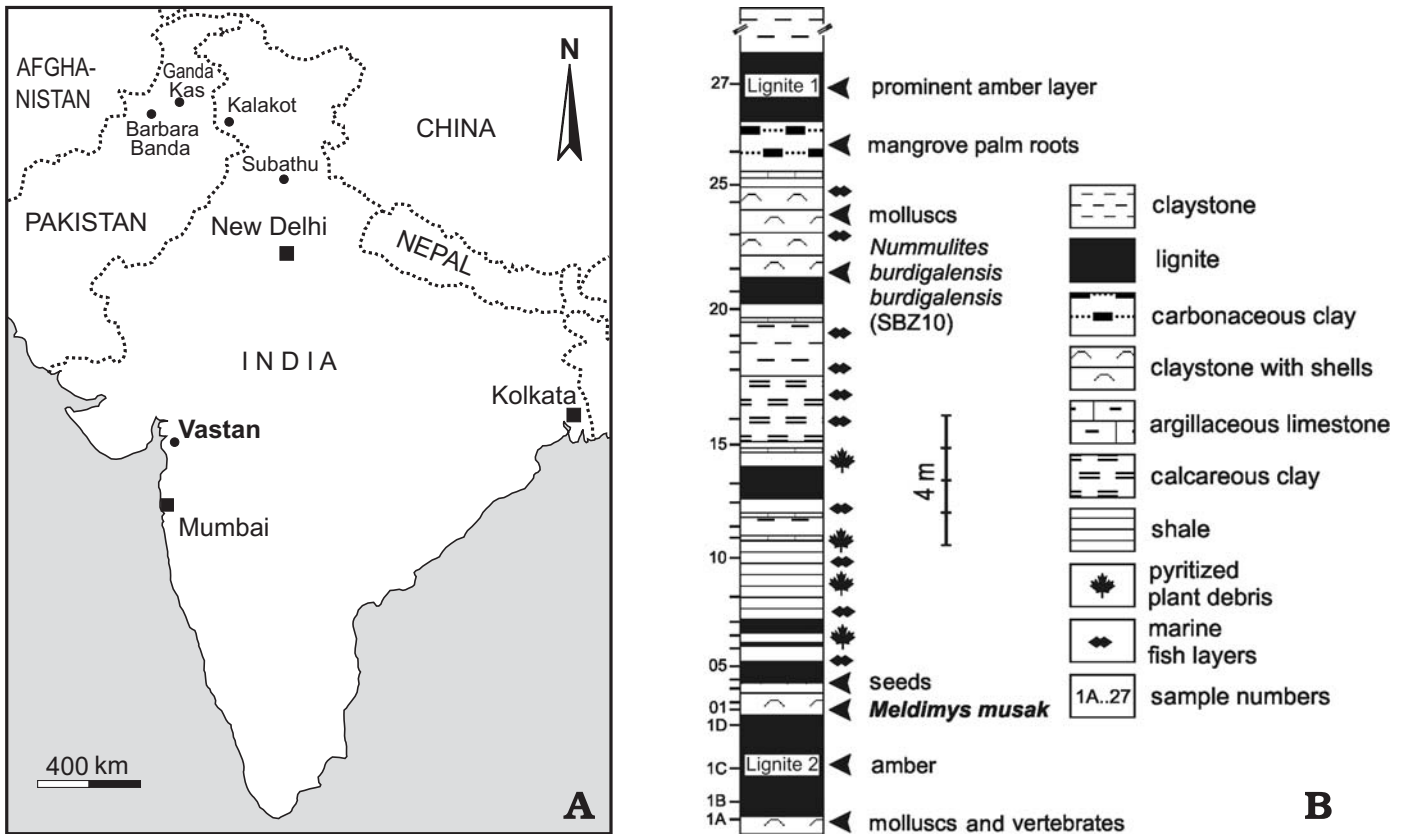 AFGHA-
NISTAN
Ganda
Kas
Barbara
Banda
Kalakot
CHINA
N
Subathu
PAKISTAN
New Delhi
NEPAL
INDIA
Kolkata
Vastan
Mumbai
400 km
A
27
Lignite 1
prominent amber layer
mangrove palm roots
25
molluscs
Nummulites
burdigalensis
burdigalensis
(SBZ10)
20
15
4 m
10
05
seeds
01
Meldimys musak
1D
Lignite 2
1C
amber
1B
1A
molluscs and vertebrates
claystone
lignite
carbonaceous clay
claystone with shells
argillaceous limestone
calcareous clay
shale
pyritized
plant debris
marine
fish layers
1A..27
sample numbers
B